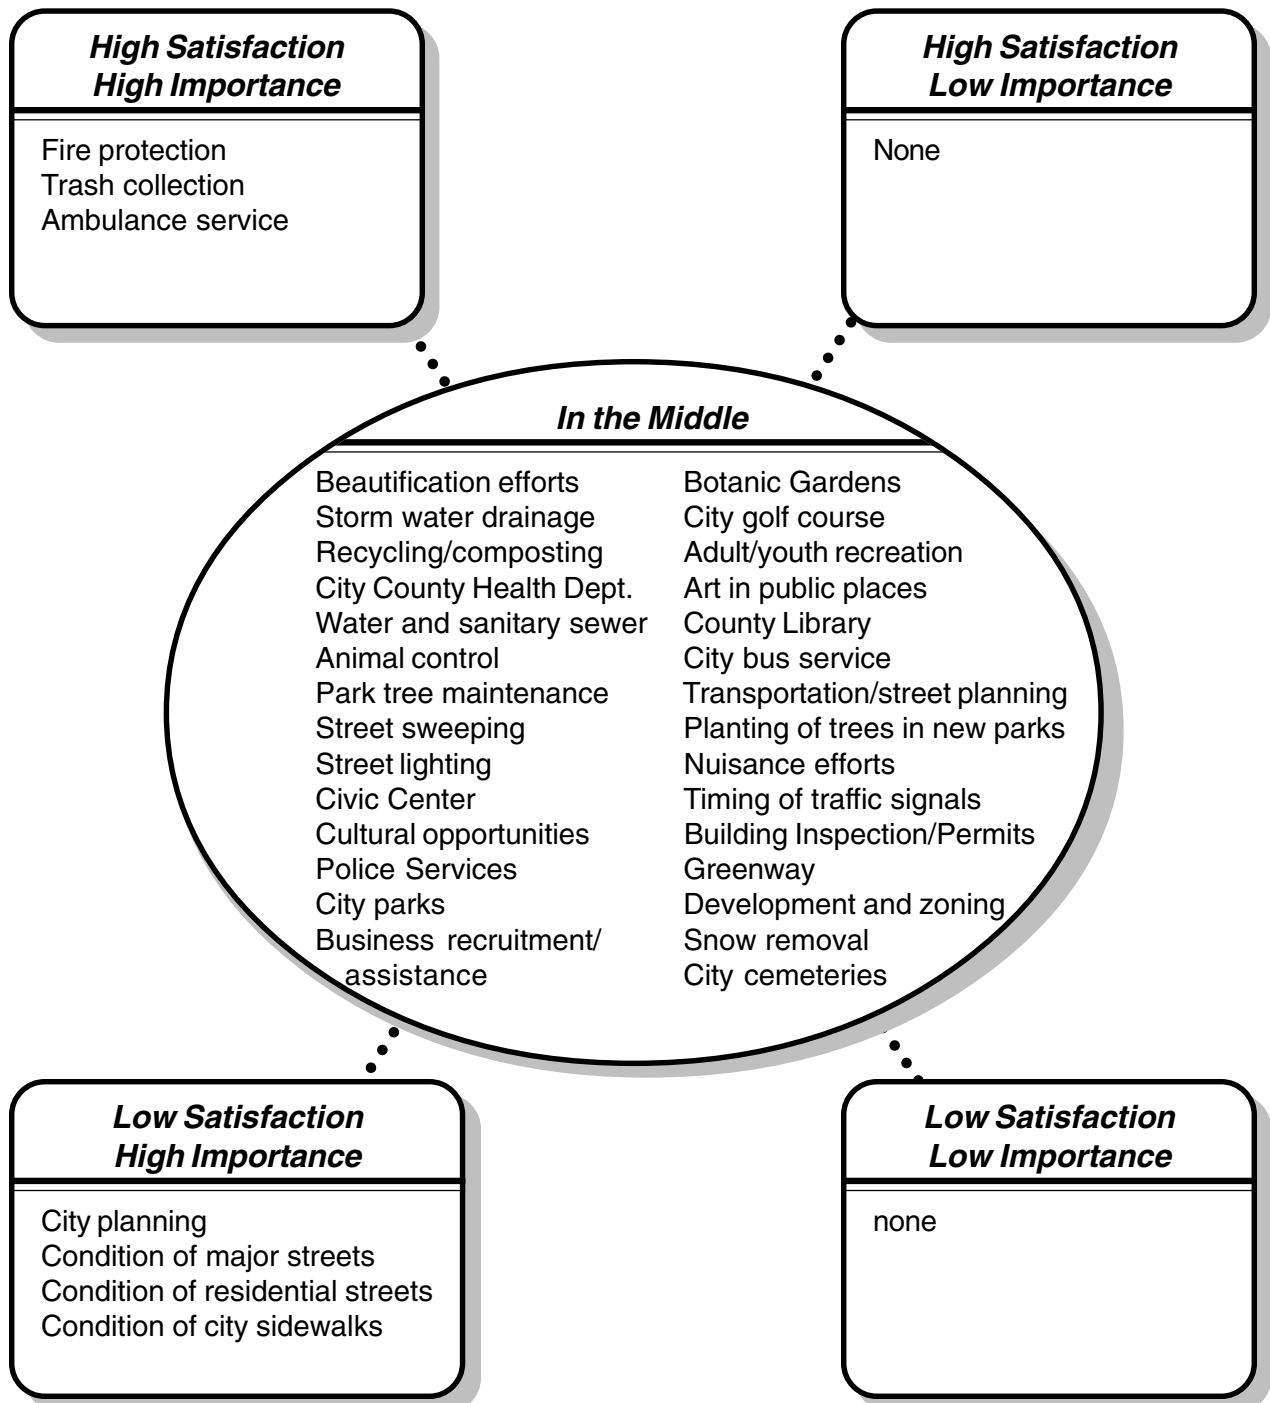 High Satisfaction
High Importance
Fire protection
Trash collection
Ambulance service
High Satisfaction
Low Importance
None
In the Middle
Beautification efforts
Storm water drainage
Recycling/composting
City County Health Dept.
Water and sanitary sewer
Animal control
Park tree maintenance
Street sweeping
Street lighting
Civic Center
Cultural opportunities
Police Services
City parks
Business recruitment/
assistance
Botanic Gardens
City golf course
Adult/youth recreation
Art in public places
County Library
City bus service
Transportation/street planning
Planting of trees in new parks
Nuisance efforts
Timing of traffic signals
Building Inspection/Permits
Greenway
Development and zoning
Snow removal
City cemeteries
Low Satisfaction
High Importance
City planning
Condition of major streets
Condition of residential streets
Condition of city sidewalks
Low Satisfaction
Low Importance
none